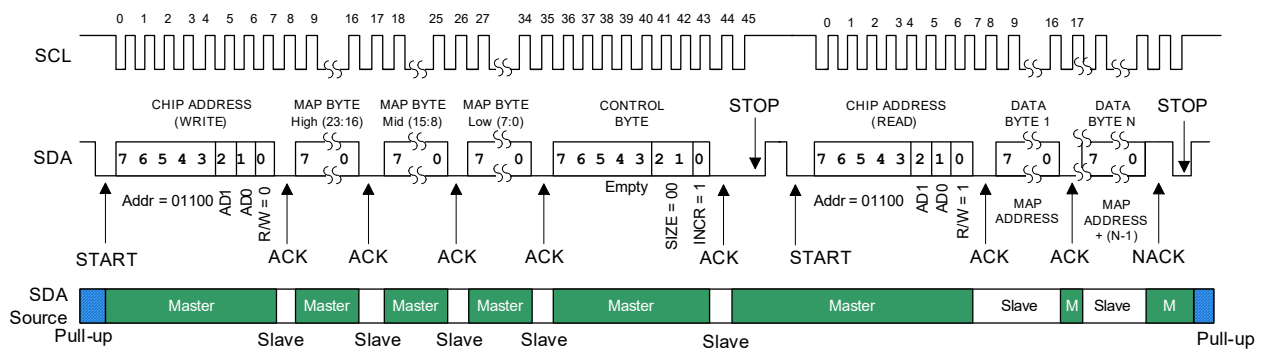 0 1 2 3 4 5 6 7 8 9 16 17 18 25 26 27 34 35 36 37 38 39 40 41 42 43 44 45 0 1 2 3 4 5 6 7 8 9 16 17
SCL
CHIP ADDRESS
(WRITE)
MAP BYTE
High (23:16)
MAP BYTE
Mid (15:8)
MAP BYTE
Low (7:0)
CONTROL
BYTE
STOP
CHIP ADDRESS
(READ)
DATA
BYTE 1
DATA
BYTE N
STOP
SDA
7 6 5 4 3 2 1 0 7 0 7 0 7 0 7 6 5 4 3 2 1 0 7 6 5 4 3 2 1 0 7 0 7 0
Addr = 01100
AD1
AD0
R/W = 0
Empty
SIZE = 00
INCR = 1
Addr = 01100
AD1
AD0
R/W = 1
MAP
ADDRESS
MAP
ADDRESS
+ (N-1)
START ACK ACK ACK ACK ACK START ACK ACK NACK
SDA
Source
Master Master Master Master Master Master Slave M Slave M
Pull-up Slave Slave Slave Slave Slave Pull-up